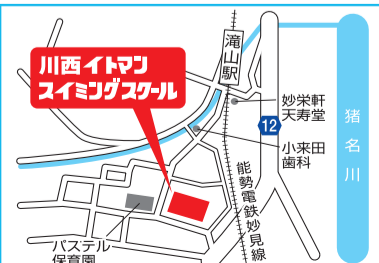 川西イトマン
スイミングスクール
滝山駅
妙栄軒
天寿堂
12
小来田
歯科
猪名川
能勢電鉄妙見線
パステル
保育園